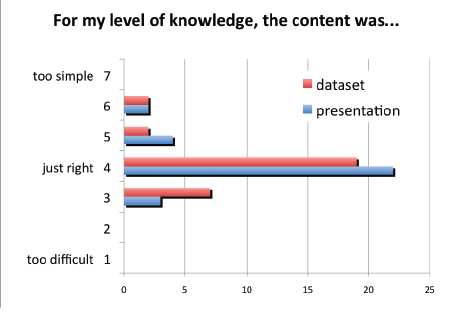 For my level of knowledge, the content was...
too simple 7
dataset
6
presentation
5
just right 4
3
2
too difficult 1
0 5 10 15 20 25